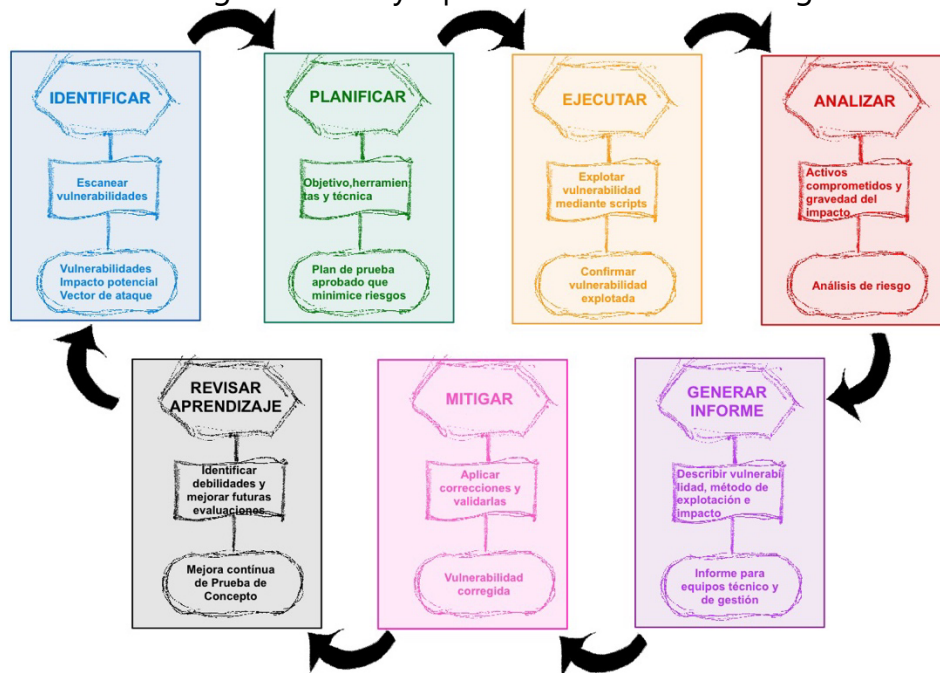 IDENTIFICAR
Escanear
vulnerabilidades
Vulnerabilidades
Impacto potencial
Vector de ataque
PLANIFICAR
Objetivo,herramien
tas y técnica
Plan de prueba
aprobado que
minimice riesgos
EJECUTAR
Explotar
vulnerabilidad
mediante scripts
Confirmar
vulnerabilidad
explotada
ANALIZAR
Activos
comprometidos y
gravedad del
impacto
Análisis de riesgo
REVISAR
APRENDIZAJE
Identificar
debilidades y
mejorar futuras
evaluaciones
Mejora contínua
de Prueba de
Concepto
MITIGAR
Aplicar
correcciones y
validarlas
Vulnerabilidad
corregida
GENERAR
INFORME
Describir vulnerabi
lidad, método de
explotación e
impacto
Informe para
equipos técnico y
de gestión